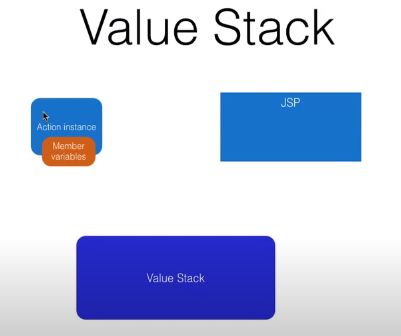 Value Stack
JSP
Action instance
Member
variables
Value Stack